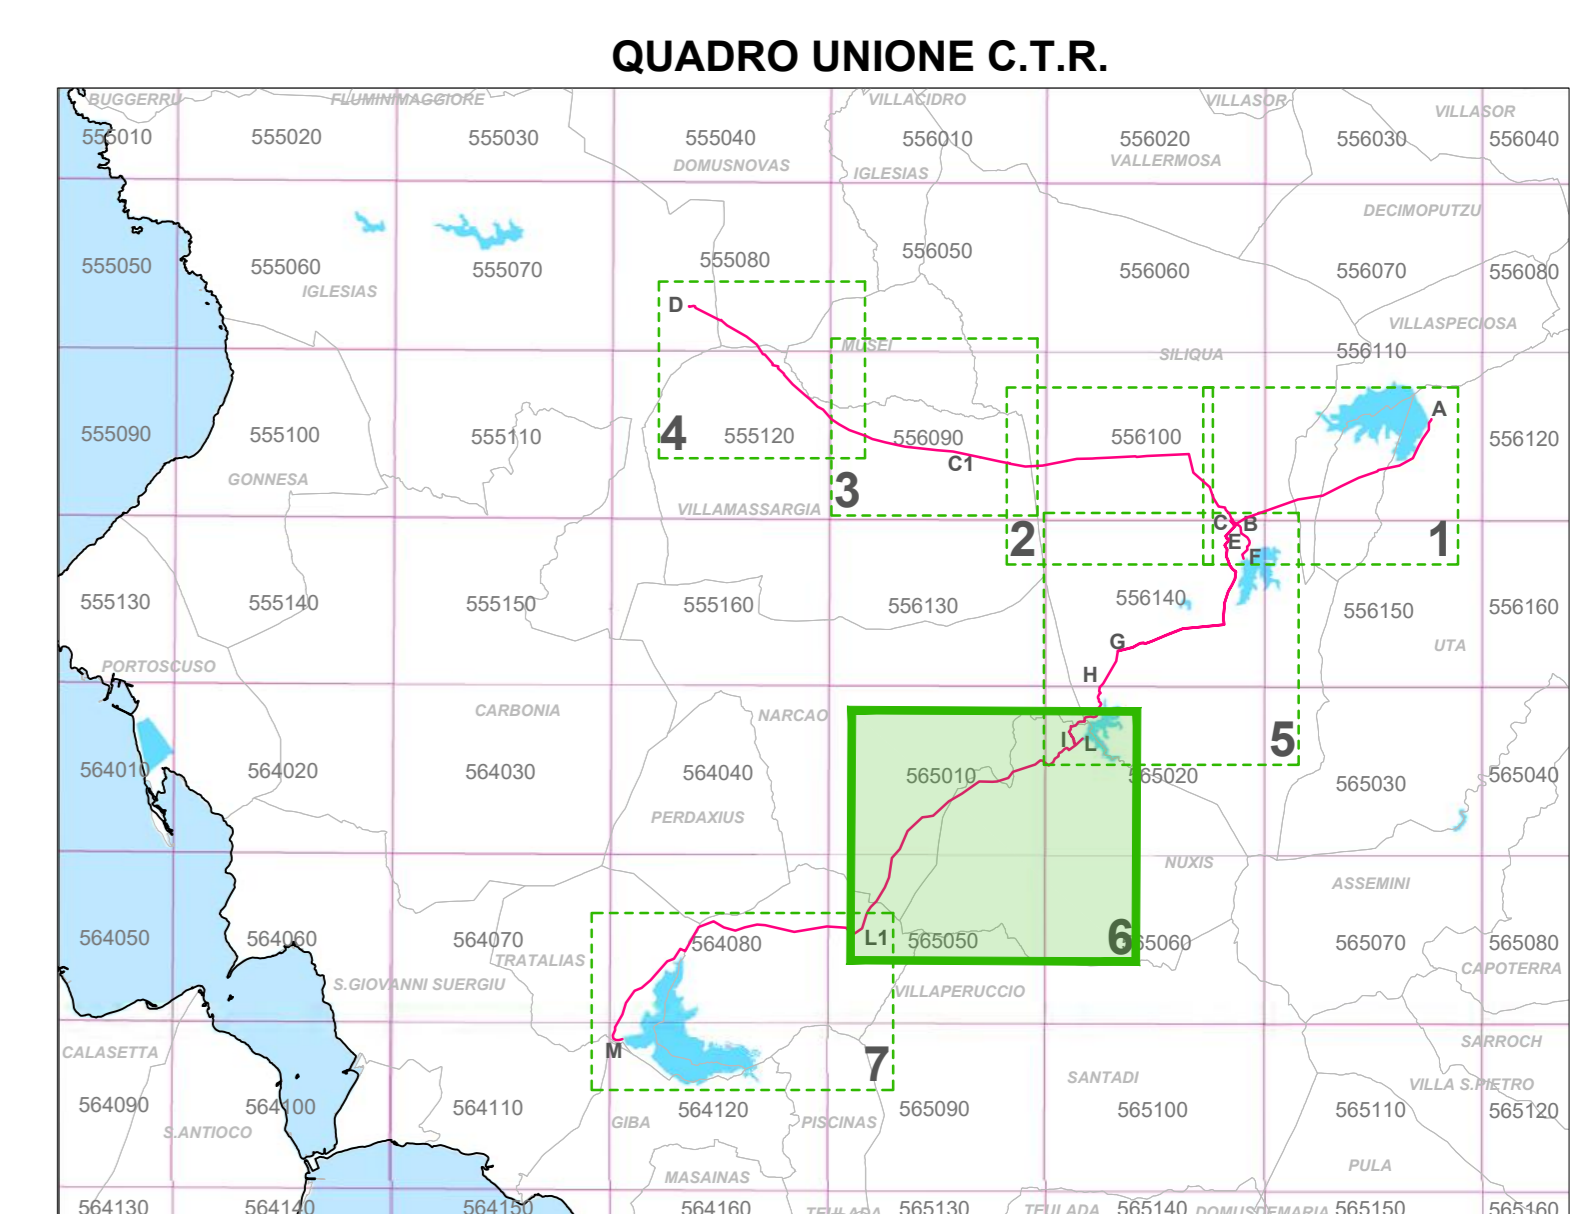 QUADRO UNIONE C.T.R.
BUGGERRU FLUMINIMAGGIORE VILLACIDRO VILLASOR VILLASOR
555010 555020 555030 555040 556010 556020 556030 556040
DOMUSNOVAS IGLESIAS VALLERMOSA
DECIMOPUTZU
555050 555060 555070 555080 556050 556060 556070 556080
IGLESIAS
D
MUSEI SILIQUA VILLASPECIOSA
556110
A
555090 555100 555110 4 555120 556090 556100 556120
C1
GONNESA
3
VILLAMASSARGIA
C B
2 E 1
F
555130 555140 555150 555160 556130 556140 556150 556160
G
UTA
PORTOSCUSO
H
CARBONIA NARCAO
I L 5
564010 564020 564030 564040 565010 565020 565030 565040
PERDAXIUS
NUXIS
ASSEMINI
564050 564060 564070 564080 L1 565050 6 565060 565070 565080
TRATALIAS
CAPOTERRA
S.GIOVANNI SUERGIU VILLAPERUCCIO
CALASETTA M 7 SARROCH
SANTADI VILLA S.PIETRO
564090 564100 564110 564120 565090 565100 565110 565120
S.ANTIOCO GIBA PISCINAS
MASAINAS PULA
564130 564140 564150 564160 TEULADA 565130 TEULADA 565140 DOMUSDEMARIA 565150 565160